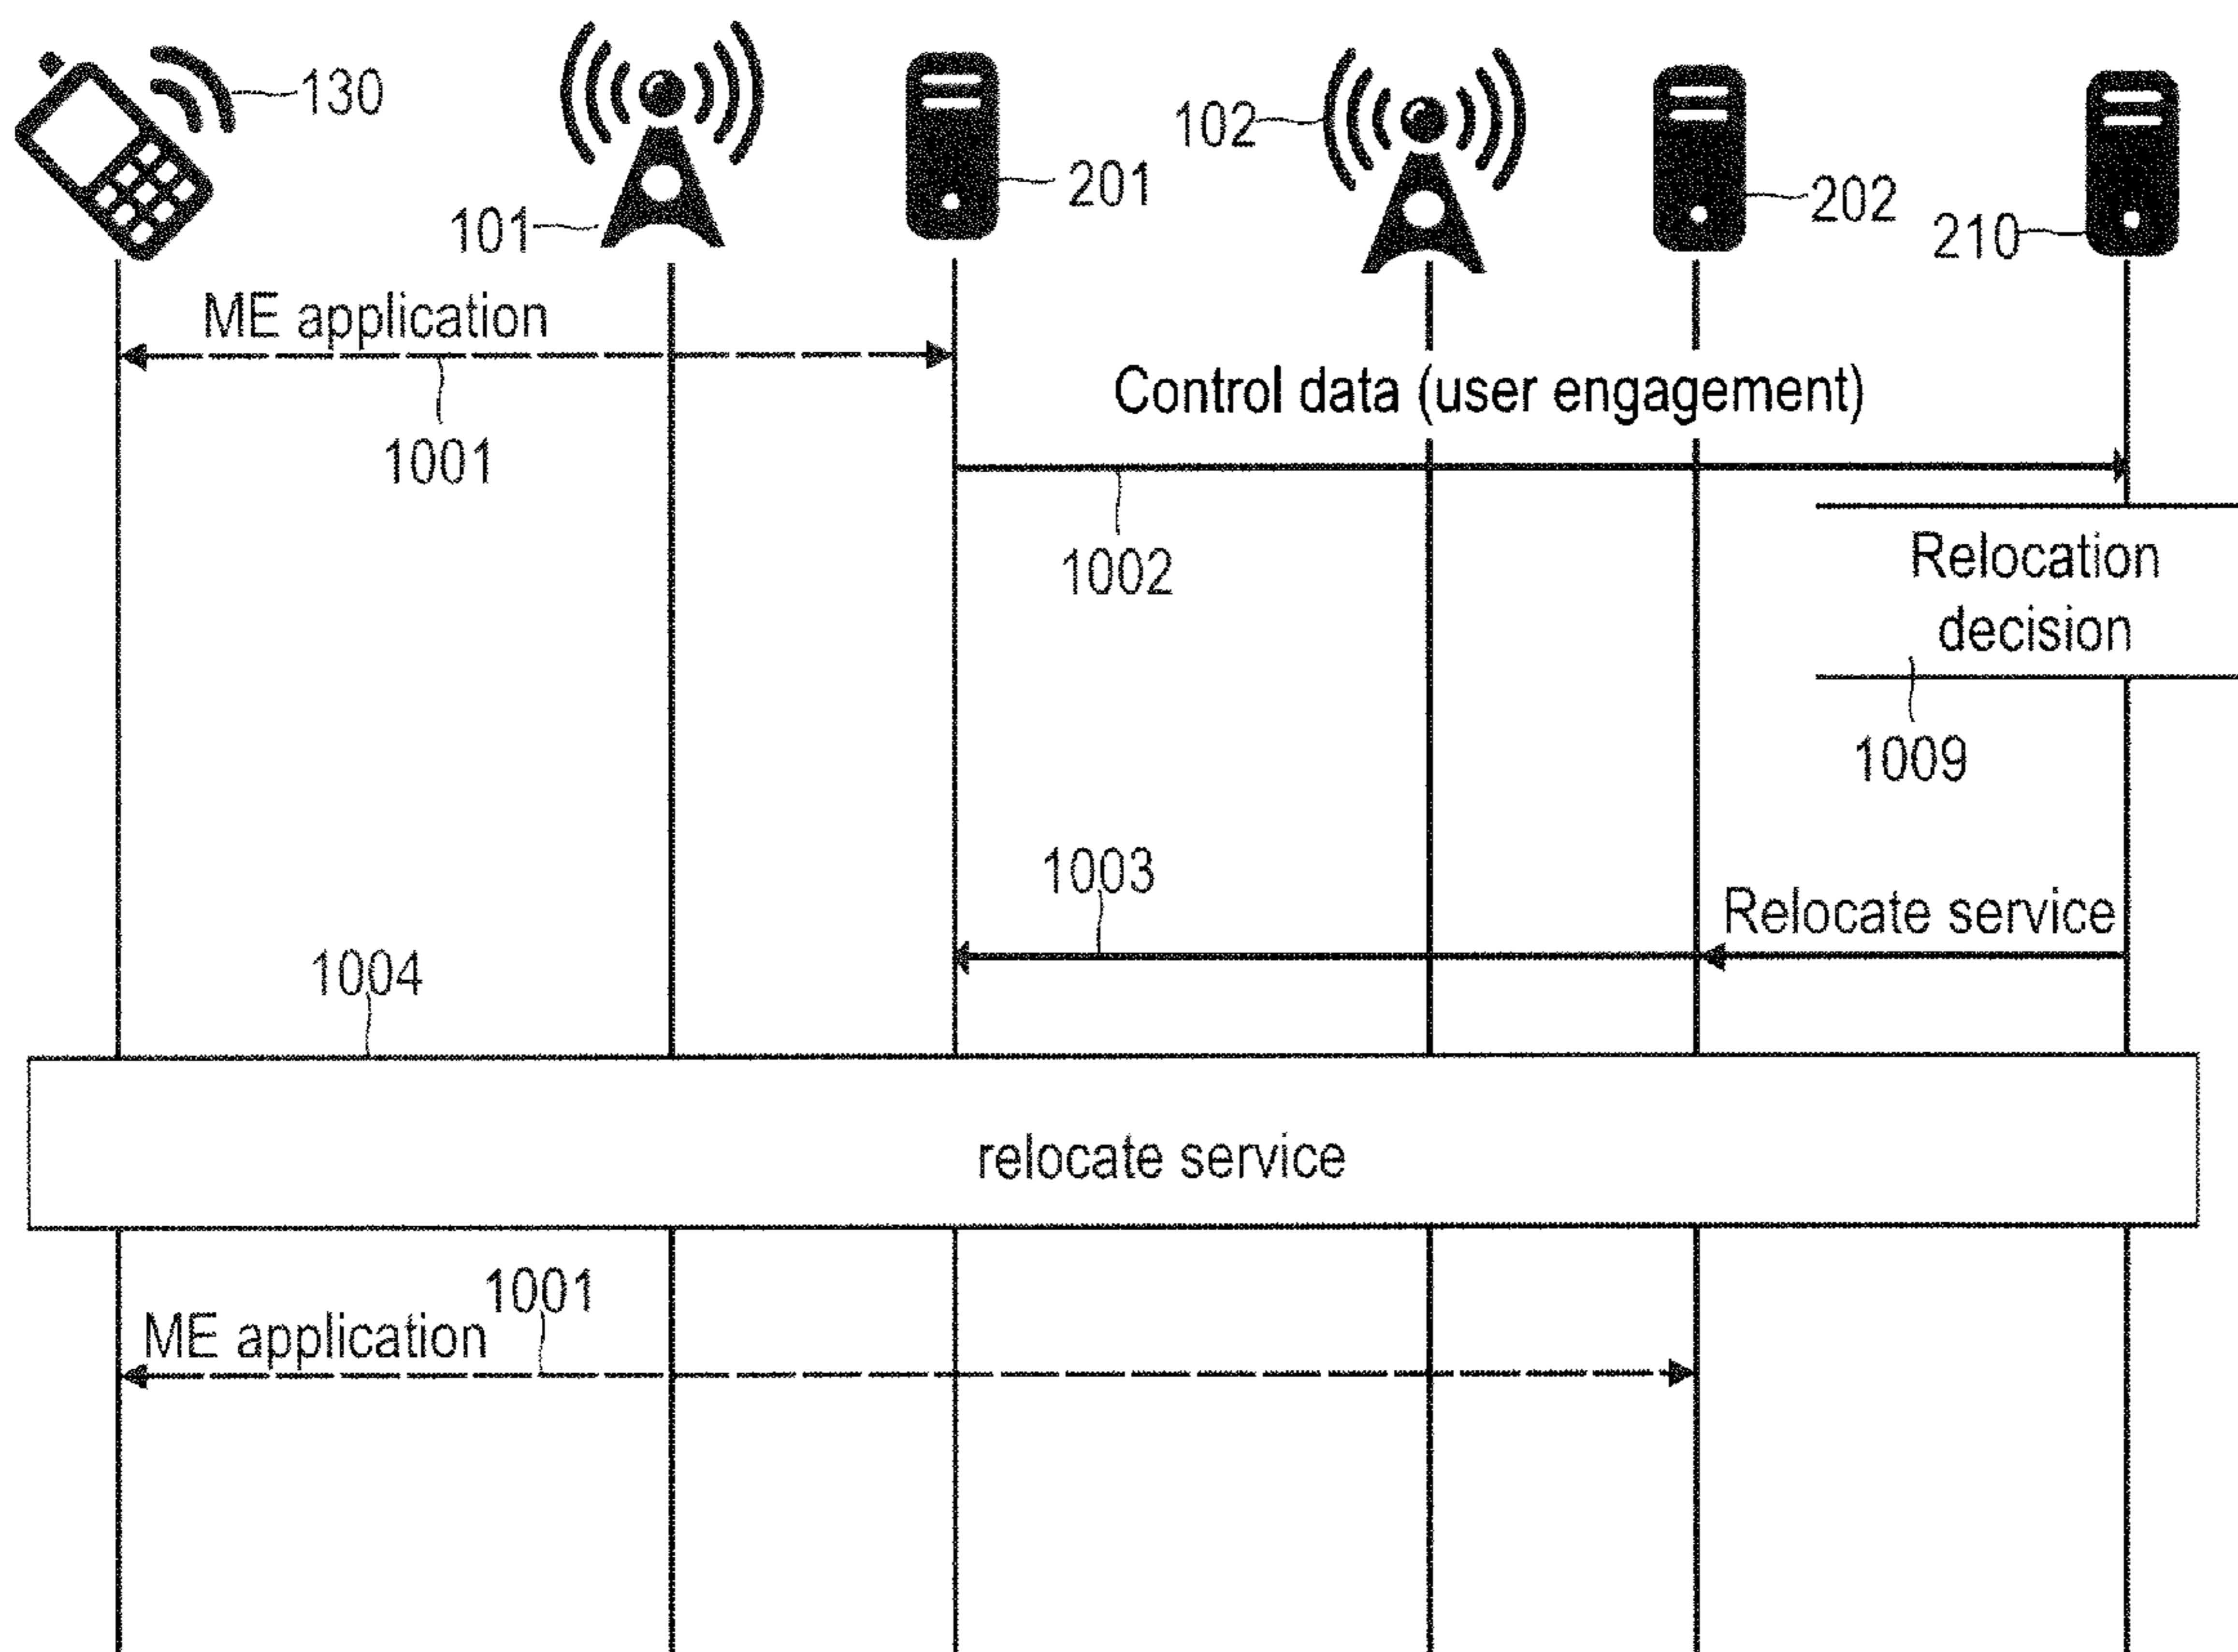 130
101
201
102
202
210
ME application
1001
Control data (user engagement)
1002
Relocation
decision
1009
1003
Relocate service
1004
relocate service
1001
ME application